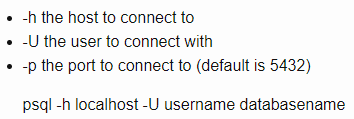 • -h the host to connect to
• -U the user to connect with
• -p the port to connect to (default is 5432)
psql -h localhost -U username databasename